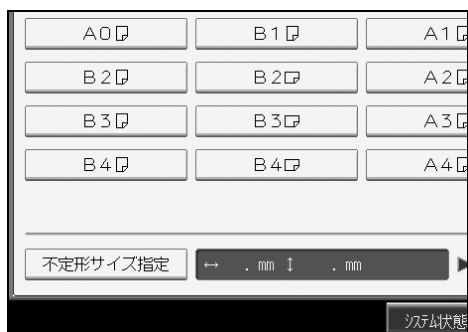 A0 B1 A1
B2 B2 A2
B3 B3 A3
B4 B4 A4
不定形サイズ指定 ↔ . mm ↕ . mm ▶
システム状態